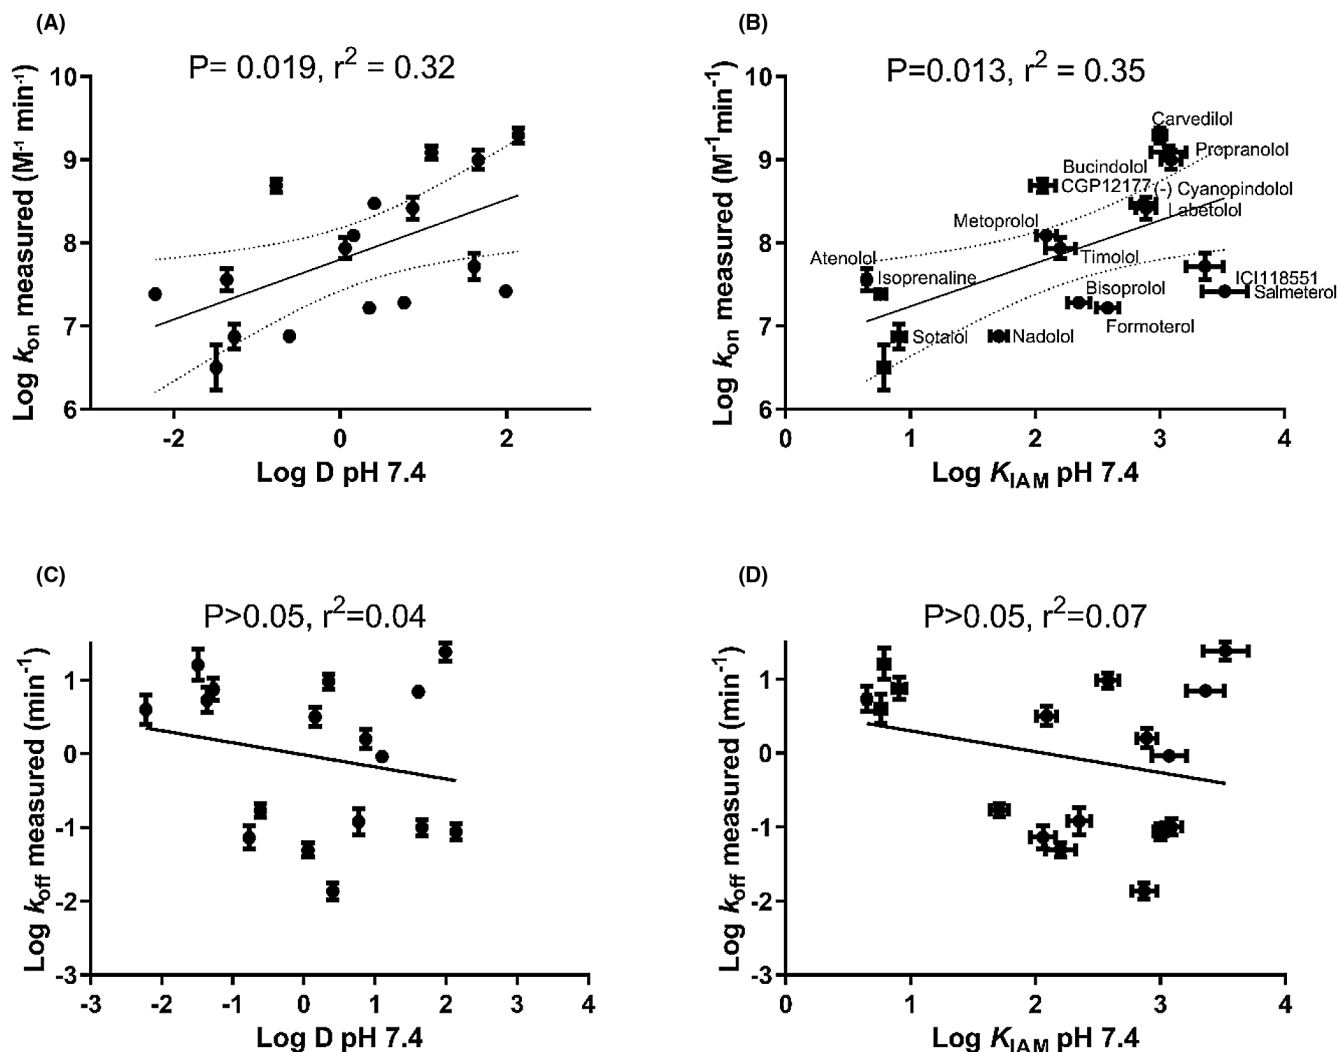 (A)
P= 0.019, r² = 0.32
10
9
8
7
6
Log kon measured (M⁻¹ min⁻¹)
-2
0
2
Log D pH 7.4
(B)
P=0.013, r² = 0.35
10
9
8
7
6
Log kon measured (M⁻¹min⁻¹)
Carvedilol
Propranolol
Bucindolol
CGP12177
(-) Cyanopindolol
Labetolol
Metoprolol
Timolol
Atenolol
Isoprenaline
ICI118551
Salmeterol
Bisoprolol
Formoterol
Sotalol
Nadolol
0
1
2
3
4
Log KIAM pH 7.4
(C)
P>0.05, r²=0.04
1
0
-1
-2
-3
Log koff measured (min⁻¹)
-3
-2
-1
0
1
2
3
4
Log D pH 7.4
(D)
P>0.05, r²=0.07
1
0
-1
-2
-3
Log koff measured (min⁻¹)
0
1
2
3
4
Log KIAM pH 7.4